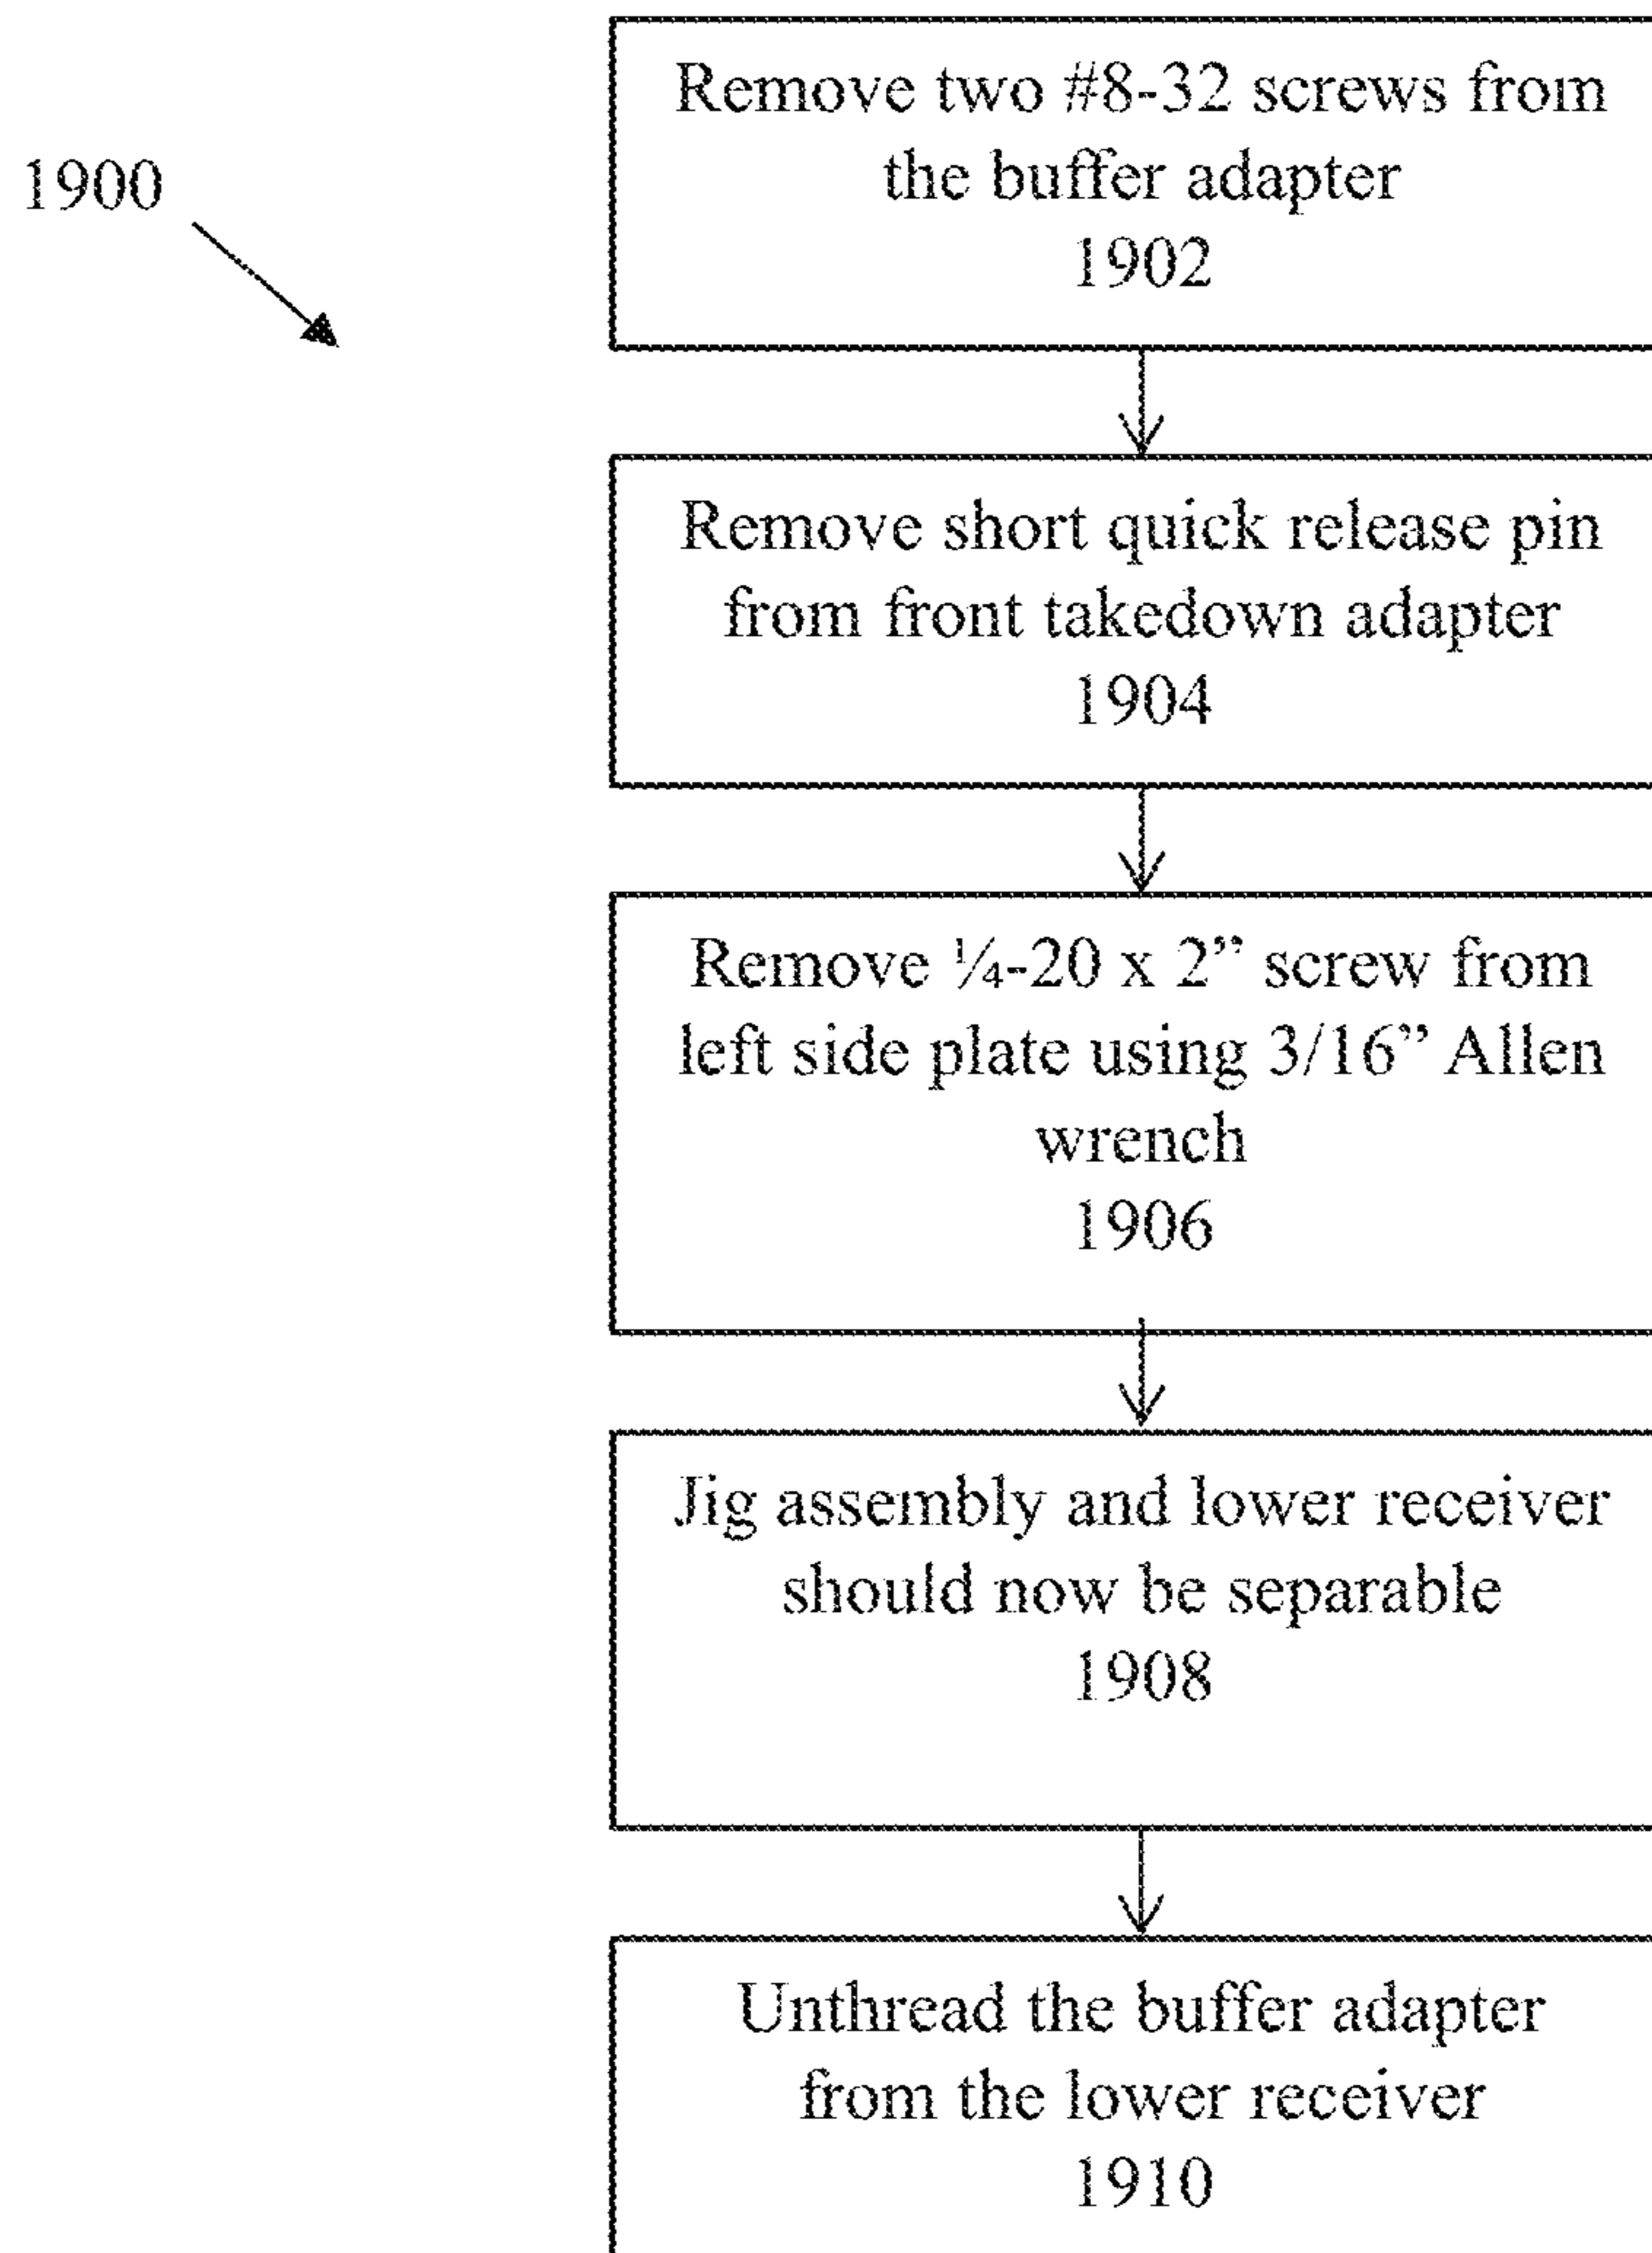 1900
Remove two #8-32 screws from
the buffer adapter
1902
Remove short quick release pin
from front takedown adapter
1904
Remove ¼-20 x 2” screw from
left side plate using 3/16” Allen
wrench
1906
Jig assembly and lower receiver
should now be separable
1908
Unthread the buffer adapter
from the lower receiver
1910